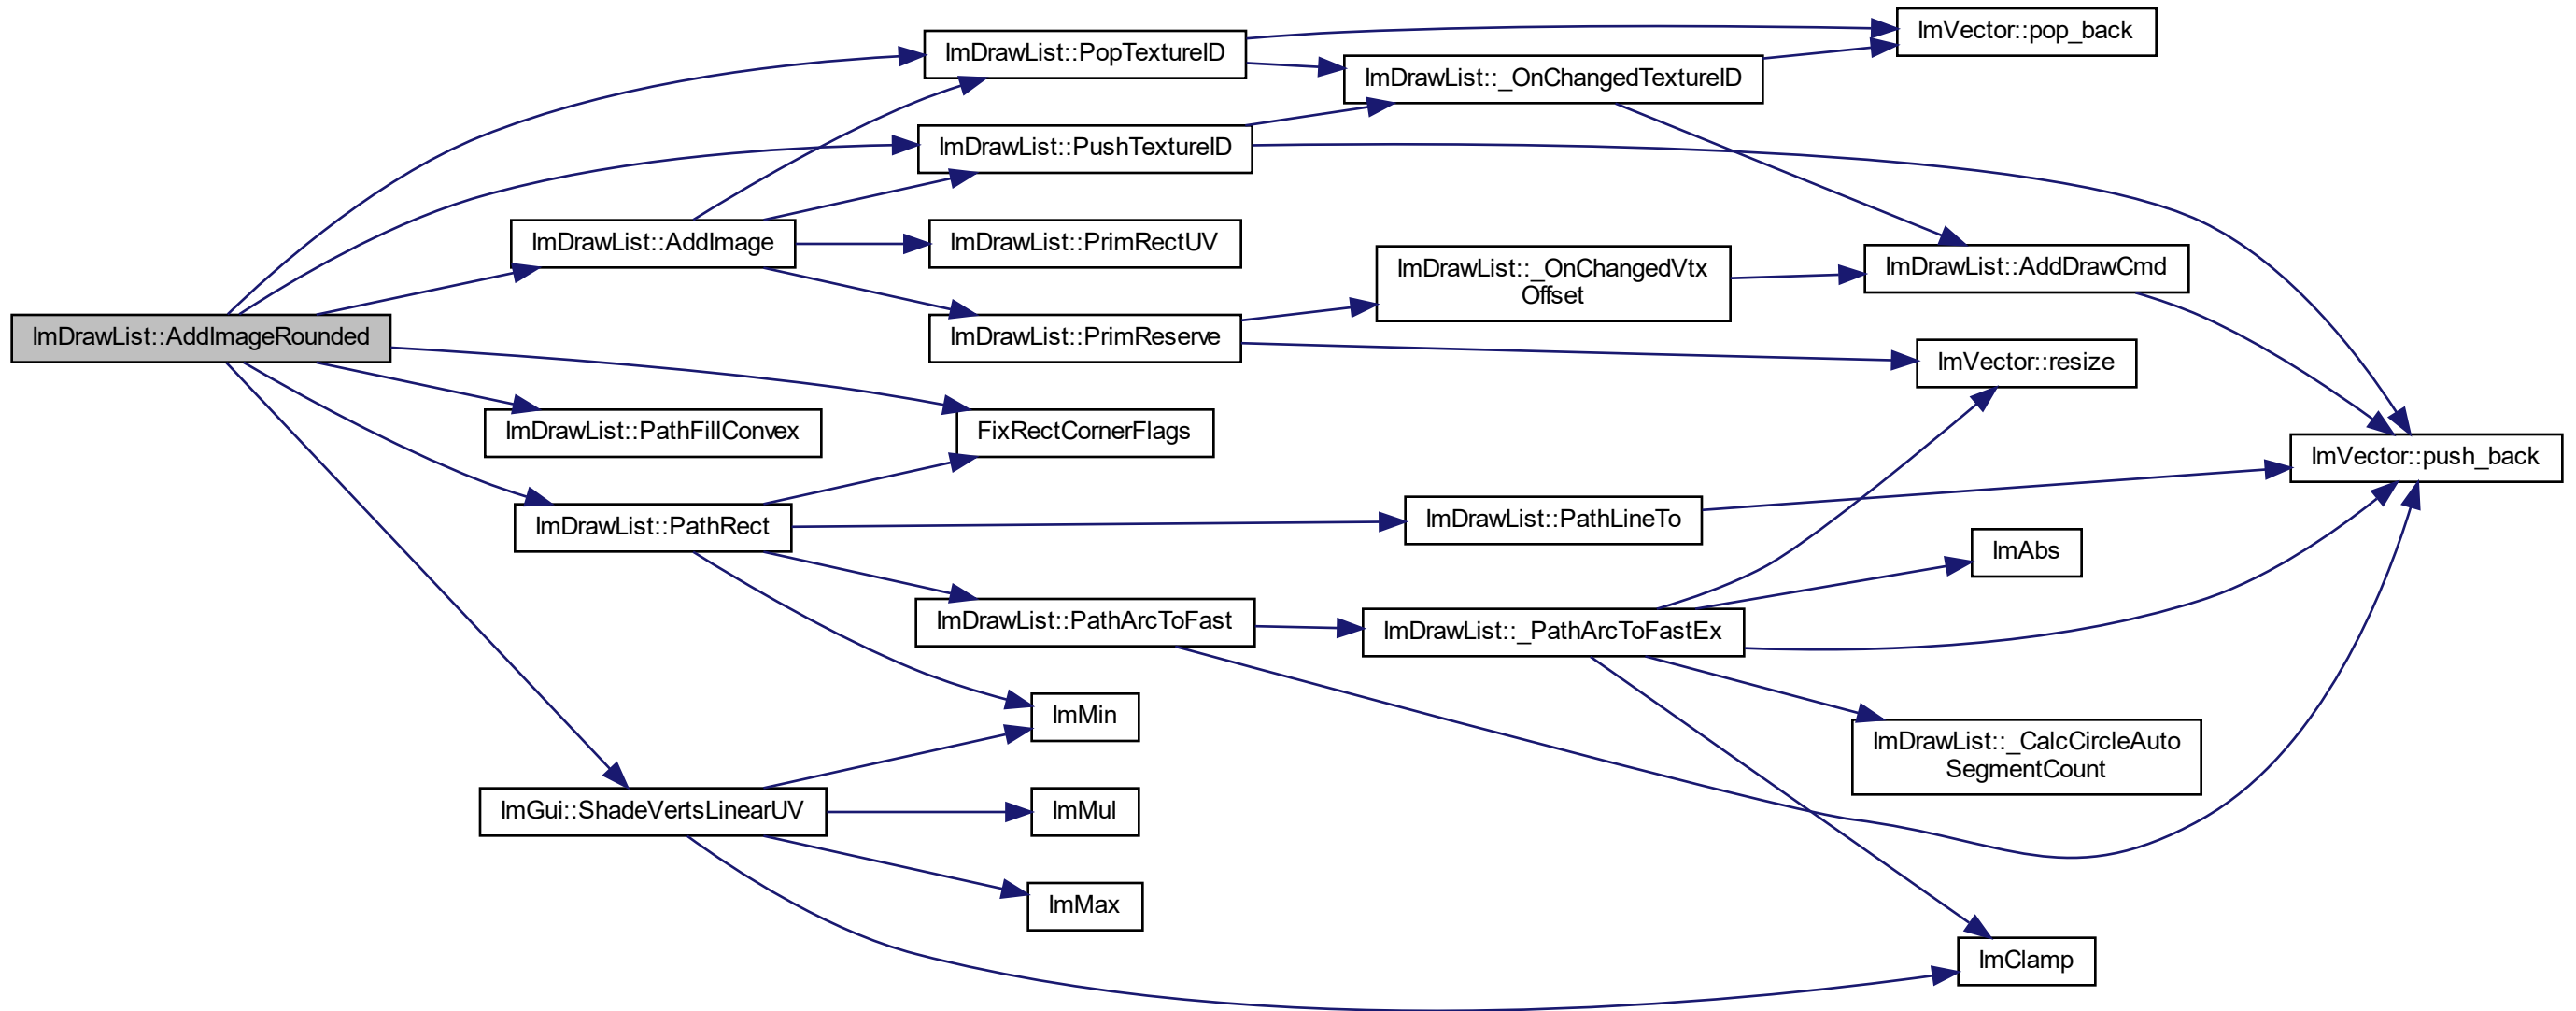 ImDrawList::AddImageRounded
ImDrawList::PopTextureID
ImDrawList::PushTextureID
ImDrawList::AddImage
ImDrawList::PrimRectUV
ImDrawList::PrimReserve
ImDrawList::PathFillConvex
FixRectCornerFlags
ImDrawList::PathRect
ImDrawList::PathArcToFast
ImMin
ImGui::ShadeVertsLinearUV
ImMul
ImMax
ImDrawList::_OnChangedTextureID
ImVector::pop_back
ImDrawList::_OnChangedVtx
Offset
ImDrawList::AddDrawCmd
ImVector::resize
ImVector::push_back
ImDrawList::PathLineTo
ImAbs
ImDrawList::_PathArcToFastEx
ImDrawList::_CalcCircleAuto
SegmentCount
ImClamp